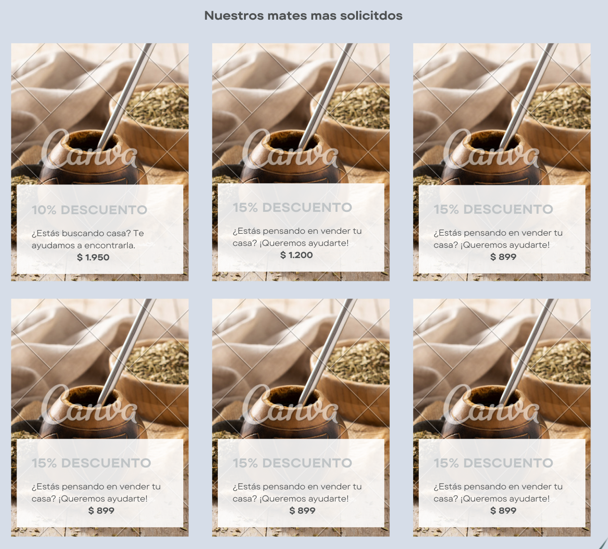 Nuestros mates mas solicitdos
Canva
Canva
Canva
10% DESCUENTO
¿Estás buscando casa? Te
ayudamos a encontrarla.
$ 1.950
15% DESCUENTO
¿Estás pensando en vender tu
casa? ¡Queremos ayudarte!
$ 1.200
15% DESCUENTO
¿Estás pensando en vender tu
casa? ¡Queremos ayudarte!
$ 899
Canva
Canva
Canva
15% DESCUENTO
¿Estás pensando en vender tu
casa? ¡Queremos ayudarte!
$ 899
15% DESCUENTO
¿Estás pensando en vender tu
casa? ¡Queremos ayudarte!
$ 899
15% DESCUENTO
¿Estás pensando en vender tu
casa? ¡Queremos ayudarte!
$ 899